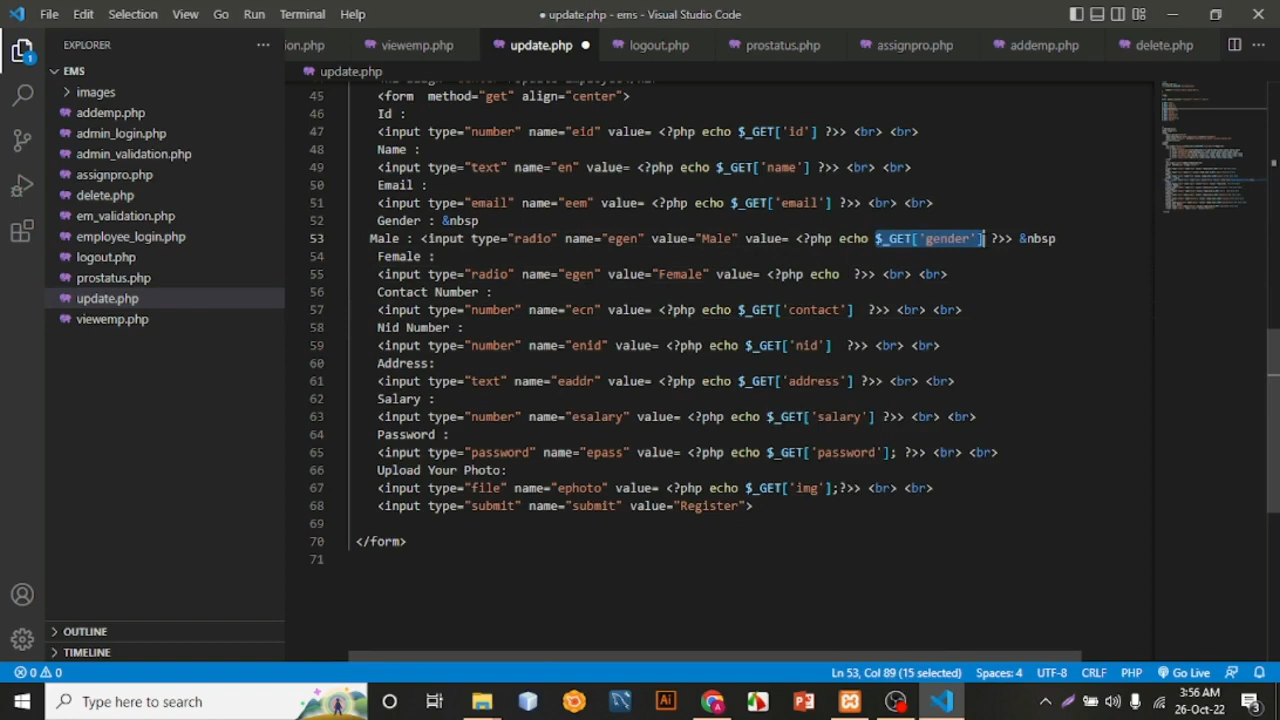 File Edit Selection View Go Run Terminal Help
● update.php - ems - Visual Studio Code
EXPLORER
ion.php viewemp.php update.php logout.php prostatus.php assignpro.php addemp.php delete.php
EMS
images
addemp.php
admin_login.php
admin_validation.php
assignpro.php
delete.php
em_validation.php
employee_login.php
logout.php
prostatus.php
update.php
viewemp.php
OUTLINE
TIMELINE
update.php
45 <form  method="get" align="center">
46 Id :
47 <input type="number" name="eid" value= <?php echo $_GET['id'] ?>> <br> <br>
48 Name :
49 <input type="text" name="en" value= <?php echo $_GET['name'] ?>> <br> <br>
50 Email :
51 <input type="email" name="eem" value= <?php echo $_GET['email'] ?>> <br> <br>
52 Gender : &nbsp
53 Male : <input type="radio" name="egen" value="Male" value= <?php echo $_GET['gender'] ?>> &nbsp
54 Female :
55 <input type="radio" name="egen" value="Female" value= <?php echo  ?>> <br> <br>
56 Contact Number :
57 <input type="number" name="ecn" value= <?php echo $_GET['contact']  ?>> <br> <br>
58 Nid Number :
59 <input type="number" name="enid" value= <?php echo $_GET['nid']  ?>> <br> <br>
60 Address:
61 <input type="text" name="eaddr" value= <?php echo $_GET['address'] ?>> <br> <br>
62 Salary :
63 <input type="number" name="esalary" value= <?php echo $_GET['salary'] ?>> <br> <br>
64 Password :
65 <input type="password" name="epass" value= <?php echo $_GET['password']; ?>> <br> <br>
66 Upload Your Photo:
67 <input type="file" name="ephoto" value= <?php echo $_GET['img'];?>> <br> <br>
68 <input type="submit" name="submit" value="Register">
69
70 </form>
71
0 0 Ln 53, Col 89 (15 selected) Spaces: 4 UTF-8 CRLF PHP Go Live
Type here to search
3:56 AM
26-Oct-22